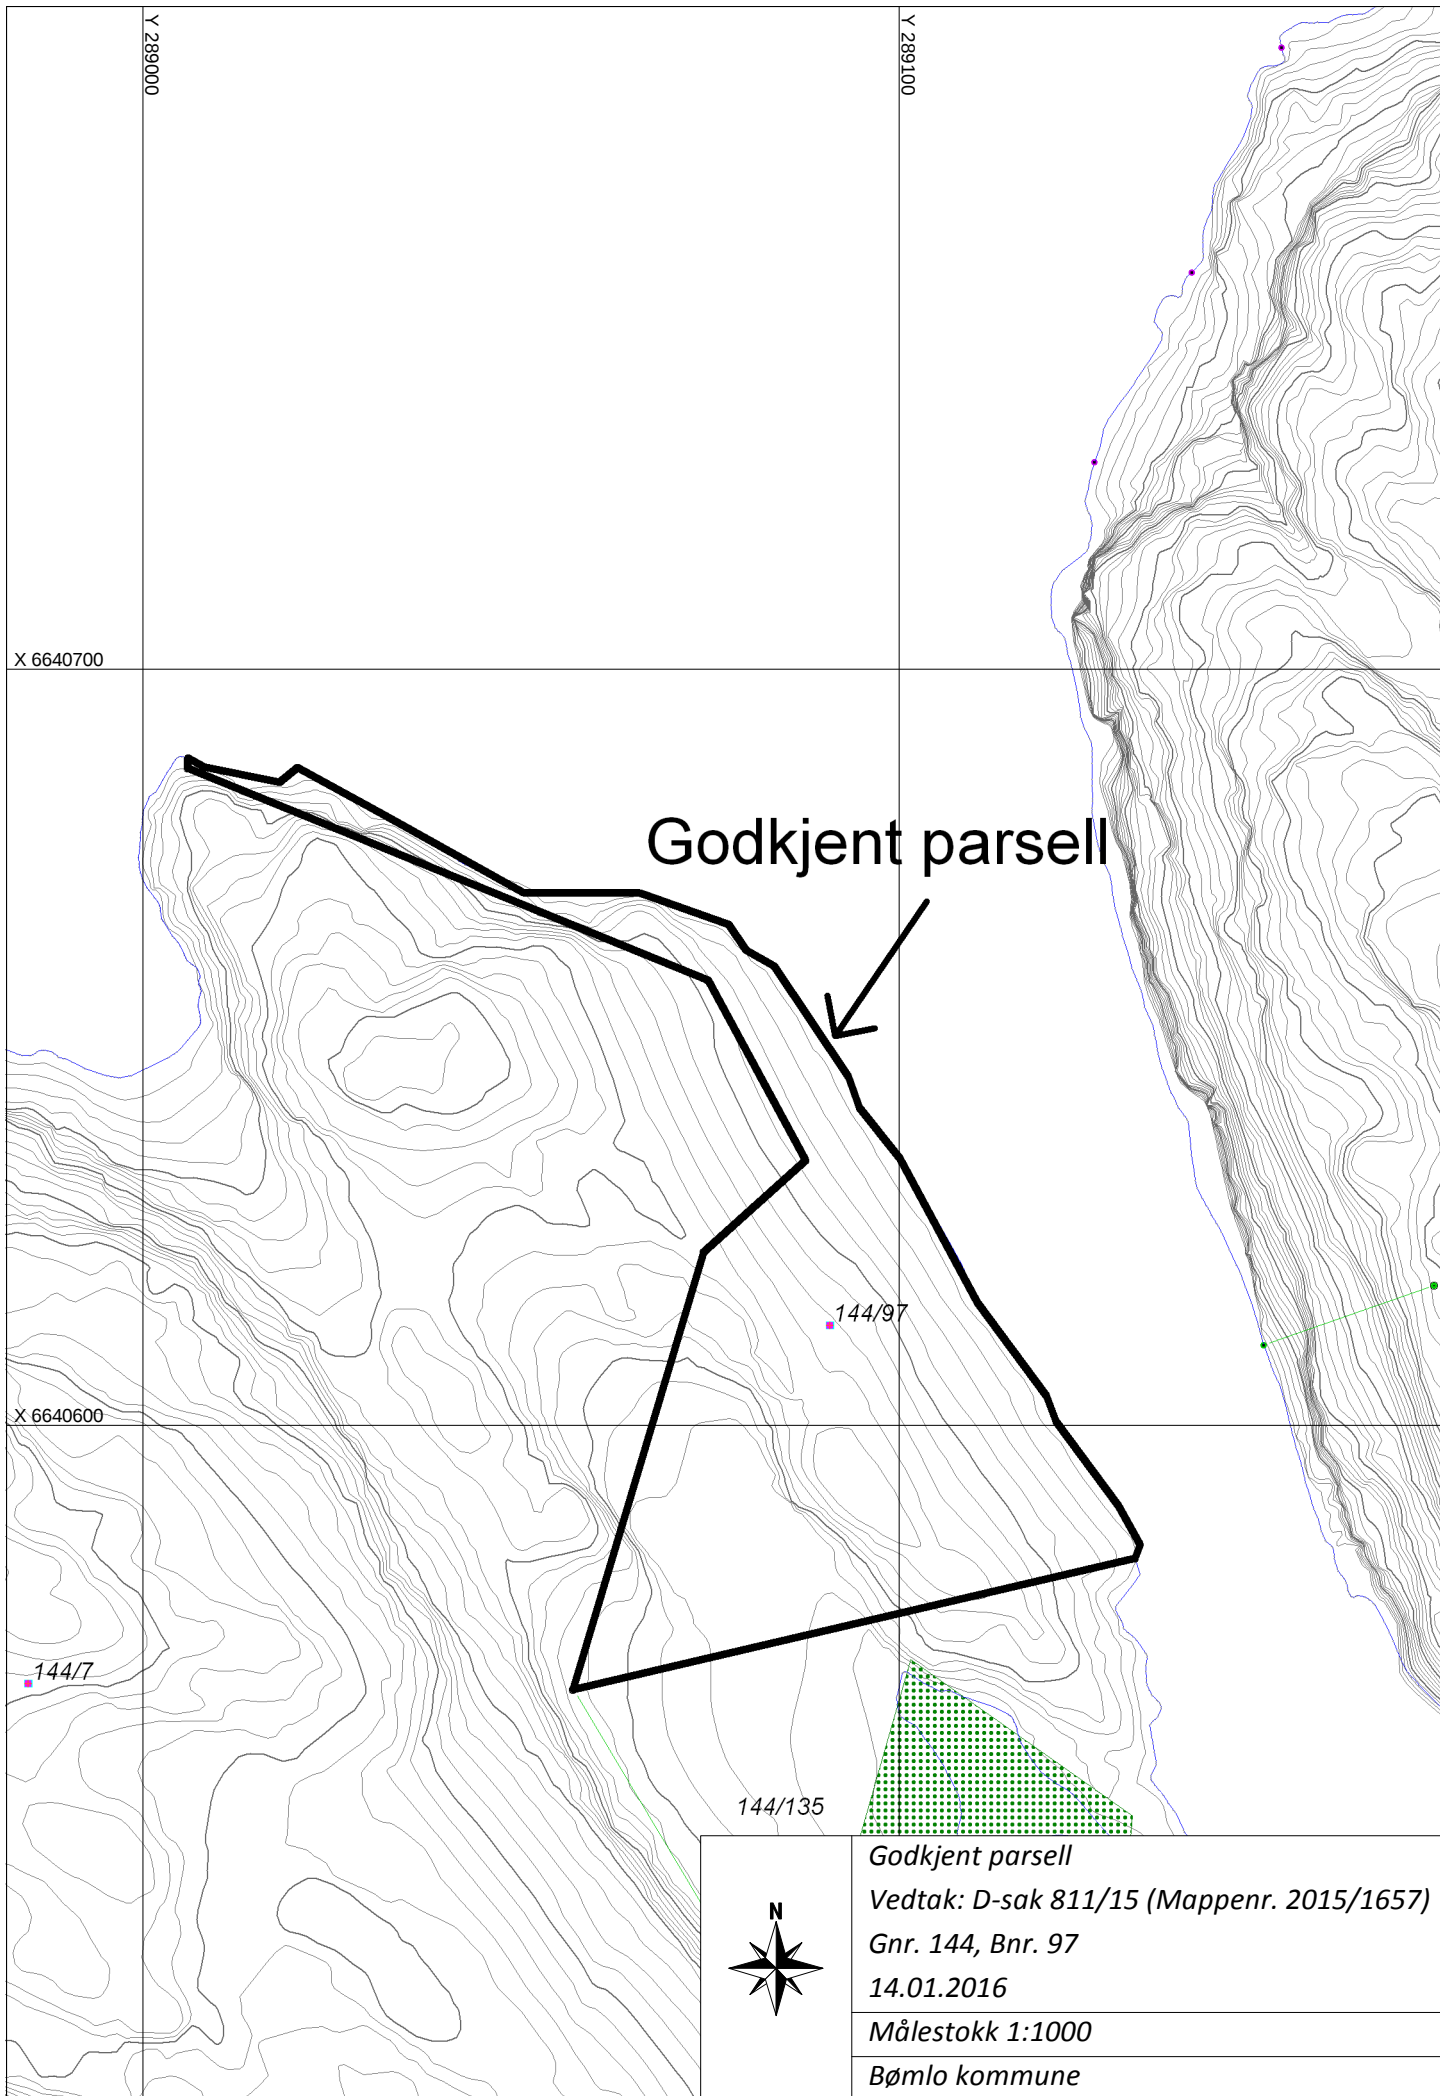 Y 289000
Y 289100
X 6640700
Godkjent parsell
144/97
X 6640600
144/7
144/135
N
Godkjent parsell
Vedtak: D-sak 811/15 (Mappenr. 2015/1657)
Gnr. 144, Bnr. 97
14.01.2016
Målestokk 1:1000
Bømlo kommune